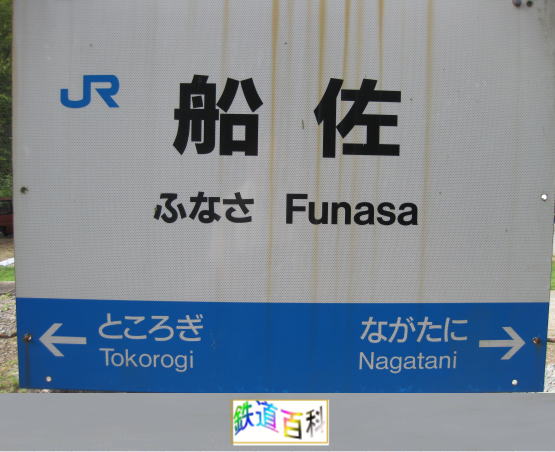 JR
船佐
ふなさ Funasa
ところぎ
Tokorogi
ながたに
Nagatani
鉄道百科